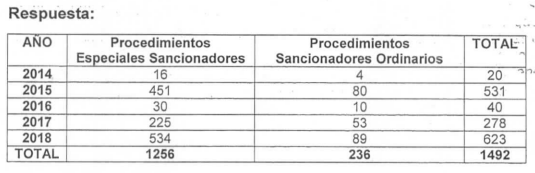 Respuesta:
AÑO Procedimientos Especiales Sancionadores Procedimientos Sancionadores Ordinarios TOTAL
2014 16 4 20
2015 451 80 531
2016 30 10 40
2017 225 53 278
2018 534 89 623
TOTAL 1256 236 1492